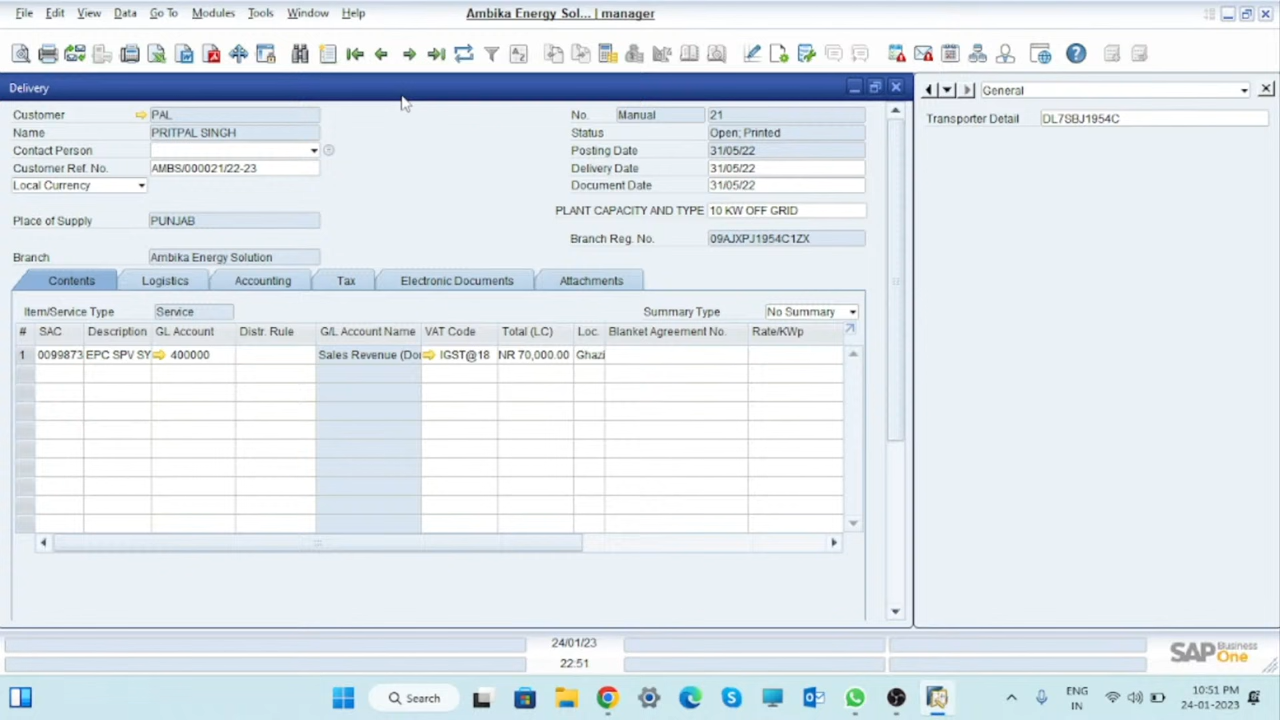 File Edit View Data Go To Modules Tools Window Help
Ambika Energy Sol... | manager
Delivery
General
Customer PAL
Name PRITPAL SINGH
Contact Person
Customer Ref. No. AMBS/000021/22-23
Local Currency
Place of Supply PUNJAB
Branch Ambika Energy Solution
No. Manual 21
Status Open; Printed
Posting Date 31/05/22
Delivery Date 31/05/22
Document Date 31/05/22
PLANT CAPACITY AND TYPE 10 KW OFF GRID
Branch Reg. No. 09AJXPJ1954C1ZX
Transporter Detail DL7SBJ1954C
Contents Logistics Accounting Tax Electronic Documents Attachments
Item/Service Type Service Summary Type No Summary
# SAC Description GL Account Distr. Rule G/L Account Name VAT Code Total (LC) Loc. Blanket Agreement No. Rate/KWp
1 0099873 EPC SPV SY 400000 Sales Revenue (Do IGST@18 NR 70,000.00 Ghazi
24/01/23
22:51
SAP Business One
Search
ENG
IN
10:51 PM
24-01-2023